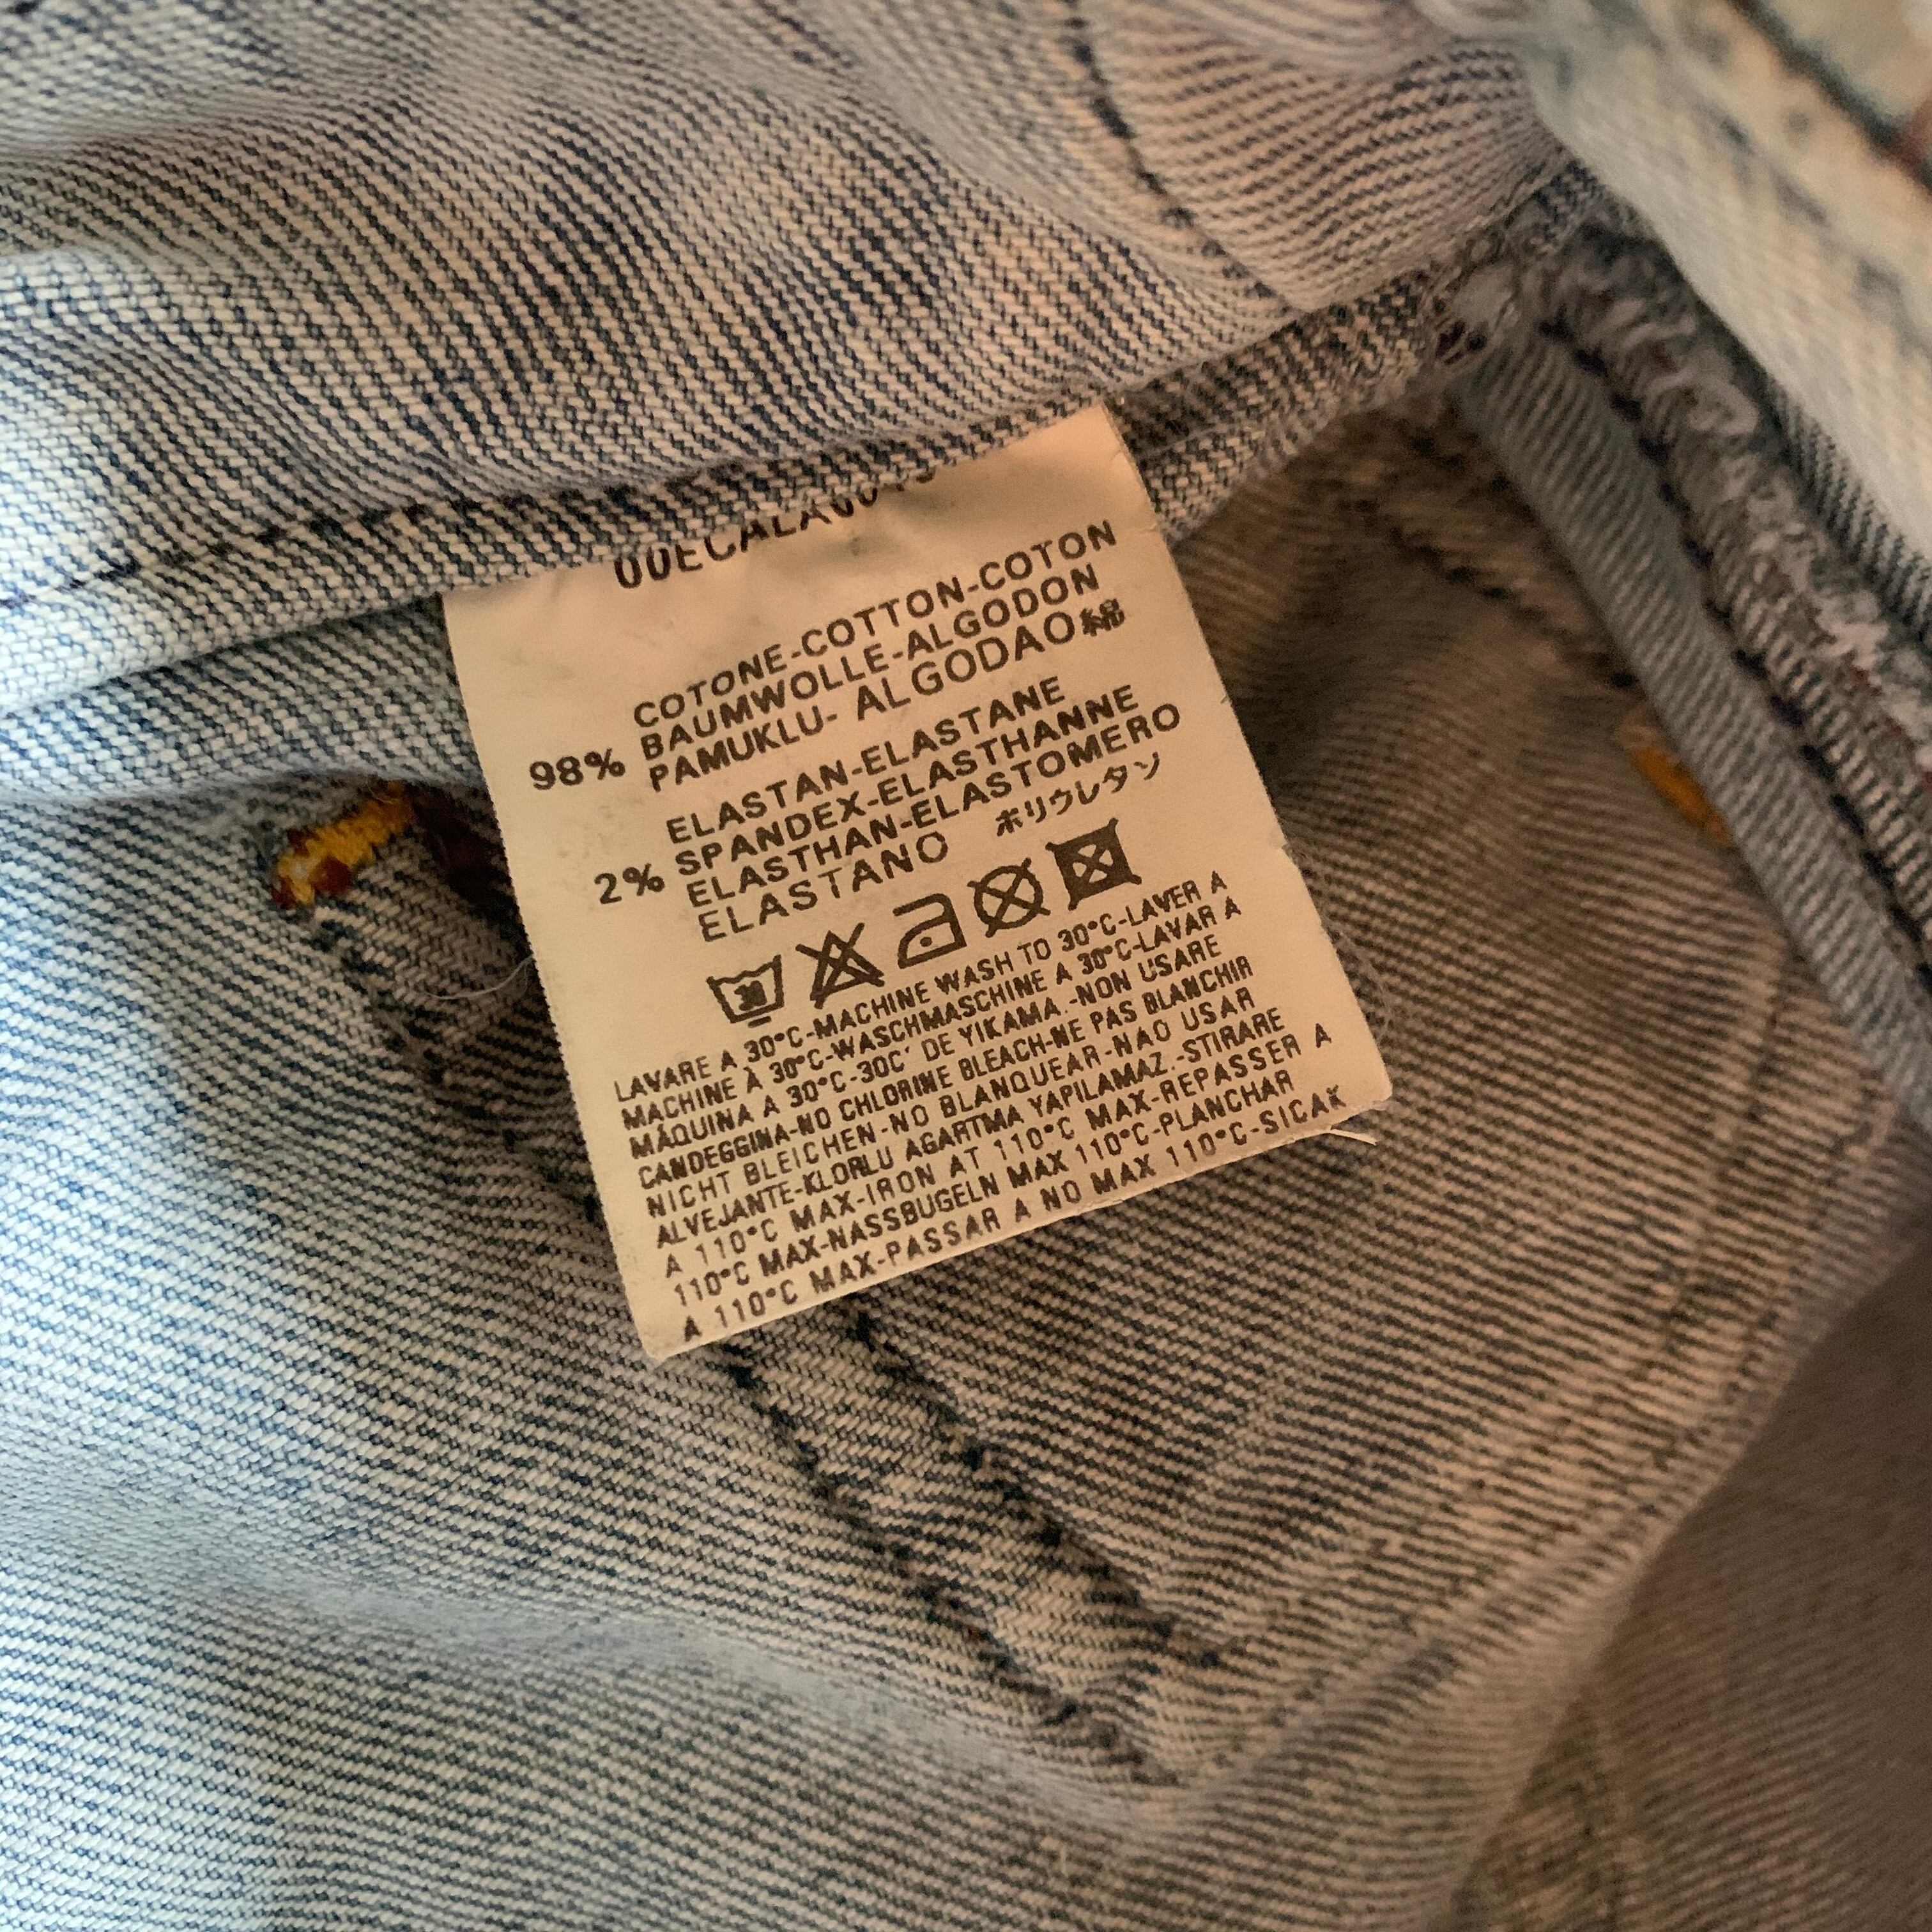 COTONE-COTTON-COTON
BAUMWOLLE-ALGODON
98% PAMUKLU- ALGODAO綿
ELASTAN-ELASTANE
SPANDEX-ELASTHANNE
2% ELASTHAN-ELASTOMERO
ELASTANO ポリウレタン
30
LAVARE A 30°C-MACHINE WASH TO 30°C-LAVER A
MACHINE À 30°C-WASCHMASCHINE A 30°C-LAVAR A
MÁQUINA A 30°C-30C' DE YIKAMA.-NON USARE
CANDEGGINA-NO CHLORINE BLEACH-NE PAS BLANCHIR
NICHT BLEICHEN-NO BLANQUEAR-NAO USAR
ALVEJANTE-KLORLU AGARTMA YAPILAMAZ.-STIRARE
A 110°C MAX-IRON AT 110°C MAX-REPASSER A
110°C MAX-NASSBUGELN MAX 110°C-PLANCHAR
A 110°C MAX-PASSAR A NO MAX 110°C-SICAK